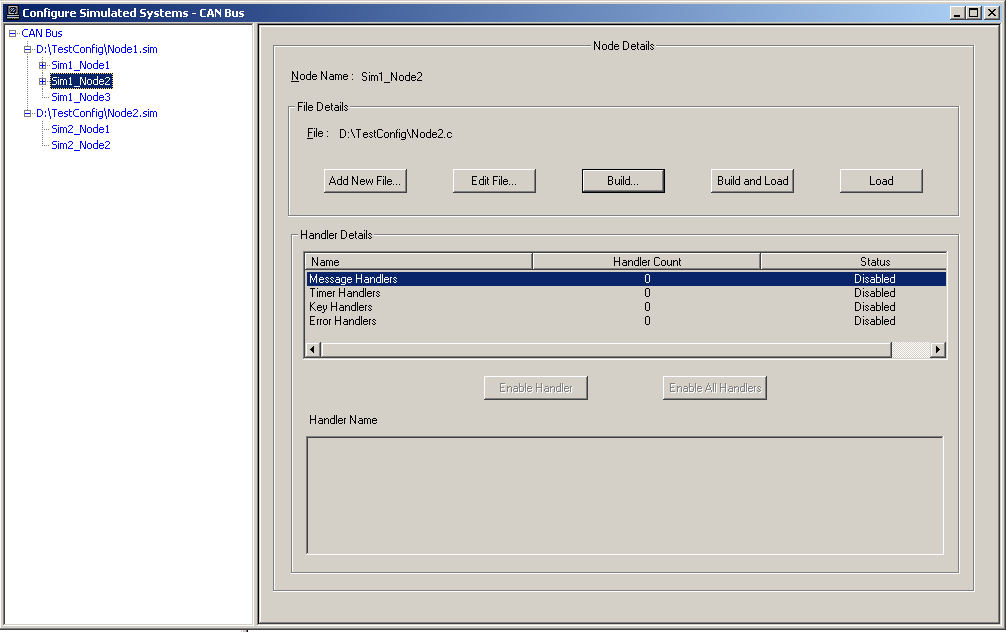 Configure Simulated Systems - CAN Bus
CAN Bus
D:\TestConfig\Node1.sim
Sim1_Node1
Sim1_Node2
Sim1_Node3
D:\TestConfig\Node2.sim
Sim2_Node1
Sim2_Node2
Node Details
Node Name : Sim1_Node2
File Details
File : D:\TestConfig\Node2.c
Add New File... Edit File... Build... Build and Load Load
Handler Details
Name Handler Count Status
Message Handlers 0 Disabled
Timer Handlers 0 Disabled
Key Handlers 0 Disabled
Error Handlers 0 Disabled
Enable Handler Enable All Handlers
Handler Name